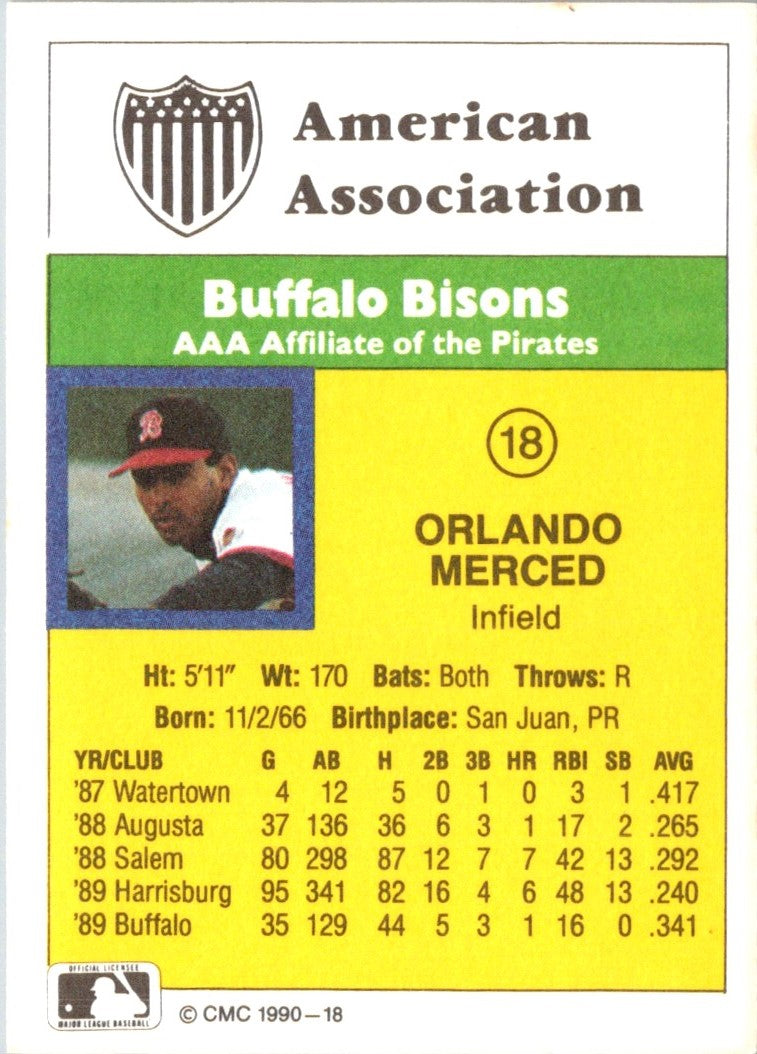 American
Association
Buffalo Bisons
AAA Affiliate of the Pirates
B
18
ORLANDO
MERCED
Infield
Ht: 5'11" Wt: 170 Bats: Both Throws: R
Born: 11/2/66 Birthplace: San Juan, PR
YR/CLUB G AB H 2B 3B HR RBI SB AVG
'87 Watertown 4 12 5 0 1 0 3 1 .417
'88 Augusta 37 136 36 6 3 1 17 2 .265
'88 Salem 80 298 87 12 7 7 42 13 .292
'89 Harrisburg 95 341 82 16 4 6 48 13 .240
'89 Buffalo 35 129 44 5 3 1 16 0 .341
OFFICIAL LICENSEE
MAJOR LEAGUE BASEBALL
© CMC 1990–18